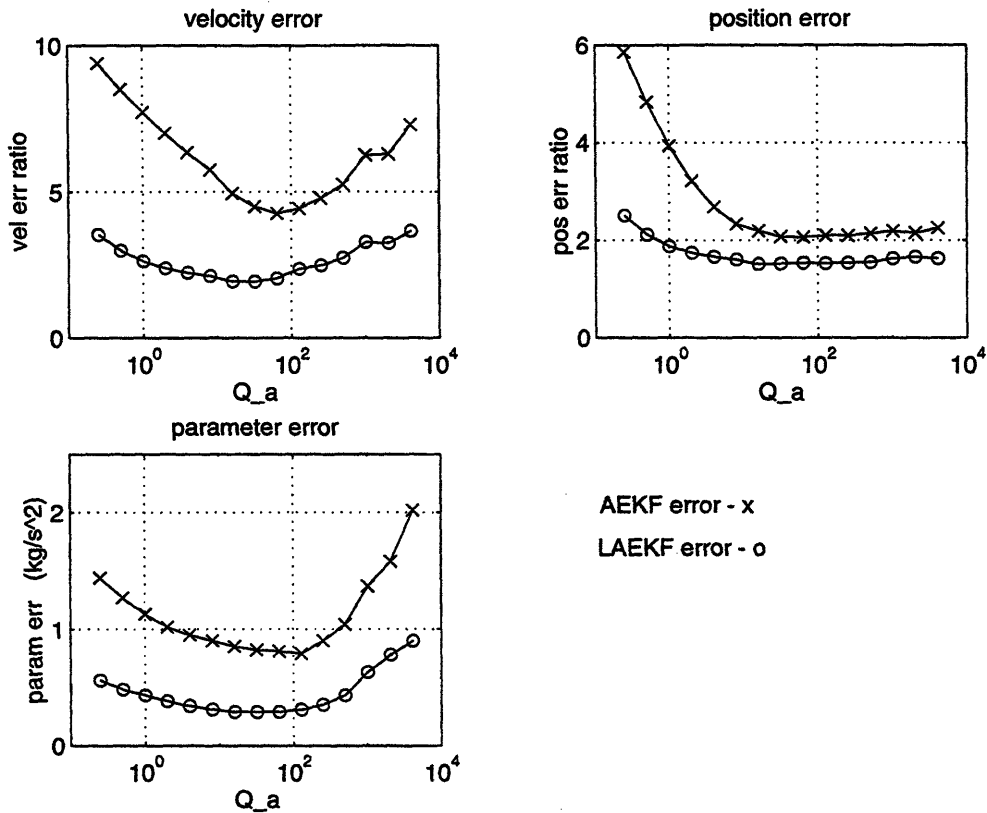 velocity error
10
5
0
vel err ratio
10^0
10^2
10^4
Q_a
position error
6
4
2
0
pos err ratio
10^0
10^2
10^4
Q_a
parameter error
2
1
0
param err (kg/s^2)
10^0
10^2
10^4
Q_a
AEKF error - x
LAEKF error - o